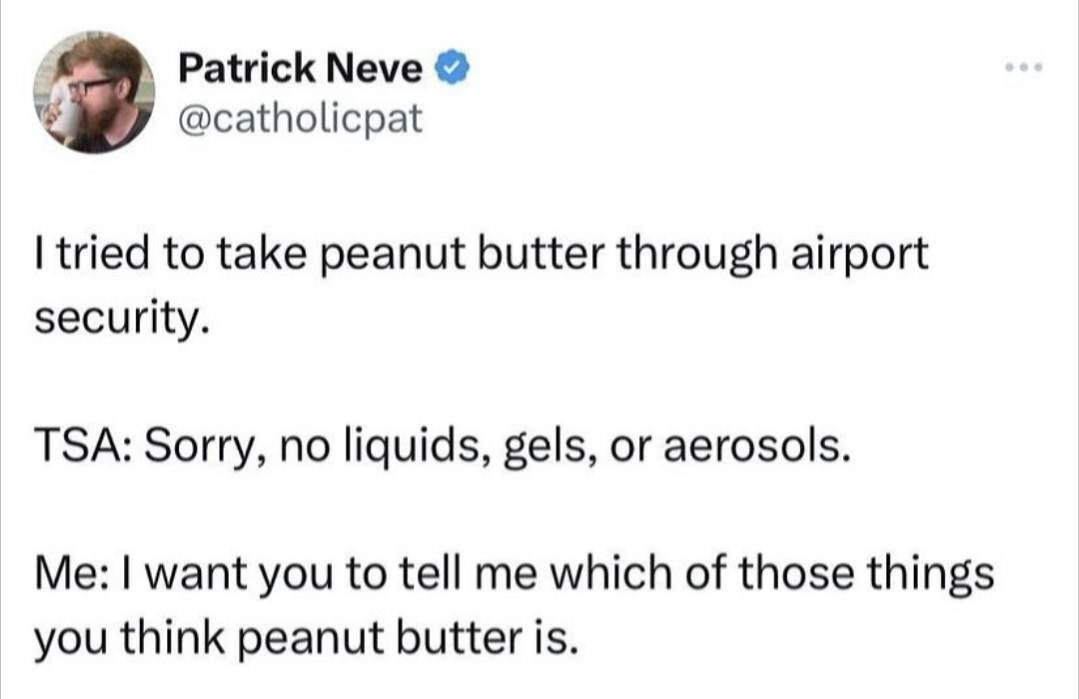 Patrick Neve
@catholicpat
I tried to take peanut butter through airport
security.
TSA: Sorry, no liquids, gels, or aerosols.
Me: I want you to tell me which of those things
you think peanut butter is.